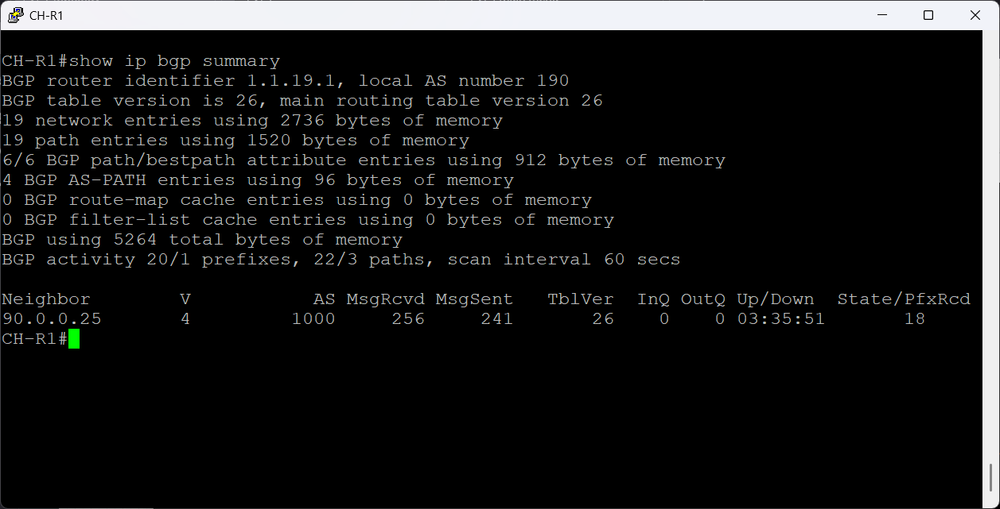 CH-R1
CH-R1#show ip bgp summary
BGP router identifier 1.1.19.1, local AS number 190
BGP table version is 26, main routing table version 26
19 network entries using 2736 bytes of memory
19 path entries using 1520 bytes of memory
6/6 BGP path/bestpath attribute entries using 912 bytes of memory
4 BGP AS-PATH entries using 96 bytes of memory
0 BGP route-map cache entries using 0 bytes of memory
0 BGP filter-list cache entries using 0 bytes of memory
BGP using 5264 total bytes of memory
BGP activity 20/1 prefixes, 22/3 paths, scan interval 60 secs
Neighbor        V           AS MsgRcvd MsgSent   TblVer  InQ OutQ Up/Down  State/PfxRcd
90.0.0.25       4         1000     256     241       26    0    0 03:35:51       18
CH-R1#